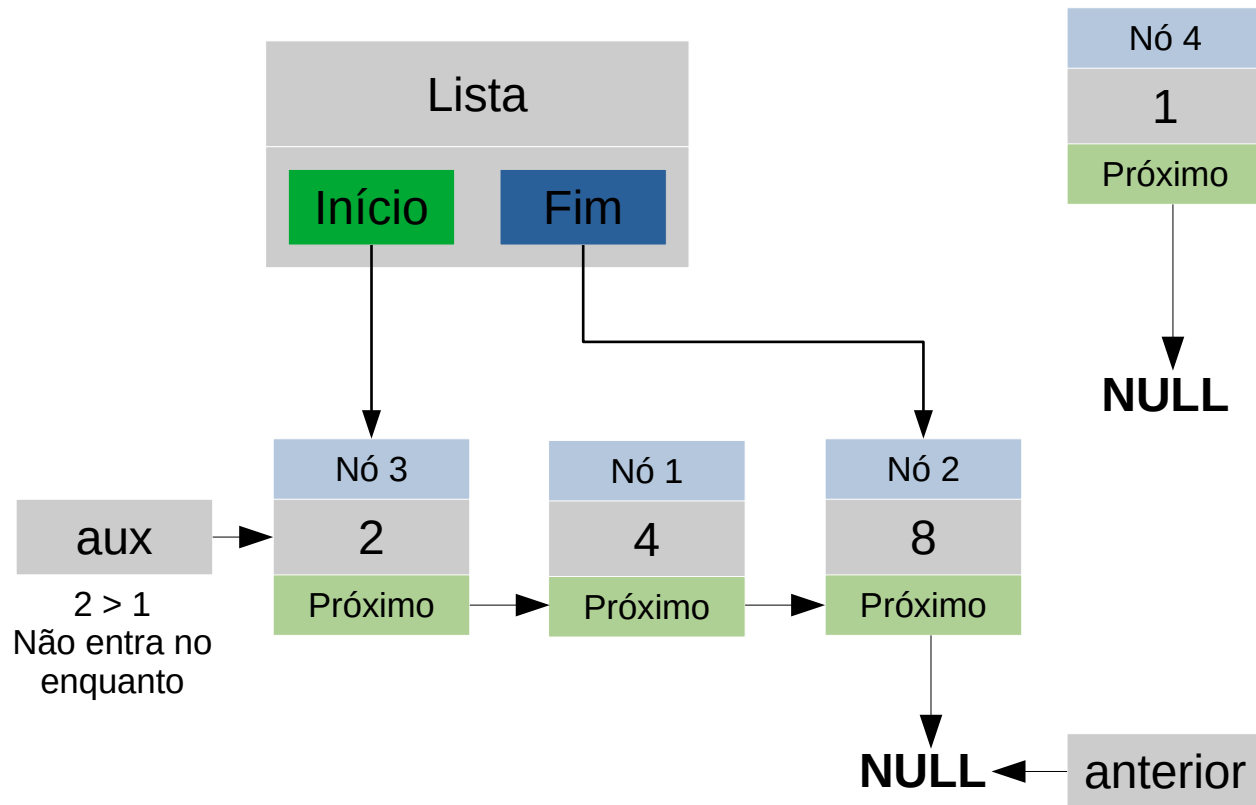 Nó 4
1
Próximo
NULL
Lista
Início
Fim
Nó 3
2
Próximo
Nó 1
4
Próximo
Nó 2
8
Próximo
aux
2 > 1
Não entra no
enquanto
NULL
anterior